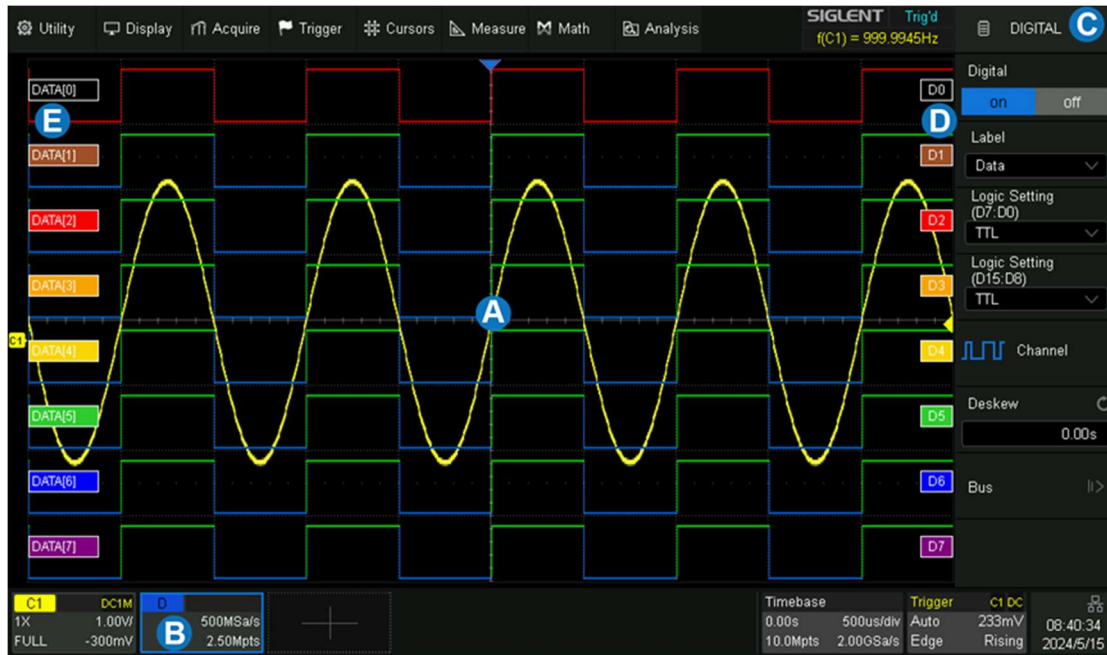 Utility Display Acquire Trigger Cursors Measure Math Analysis
SIGLENT Trig'd
f(C1) = 999.9945Hz
DIGITAL C
Digital
on off
Label
Data
Logic Setting
(D7:D0)
TTL
Logic Setting
(D15:D8)
TTL
Channel
Deskew
0.00s
Bus
DATA[0] D0
E D
DATA[1] D1
DATA[2] D2
DATA[3] D3
A
C1
DATA[4] D4
DATA[5] D5
DATA[6] D6
DATA[7] D7
C1 DC1M
1X 1.00V/
FULL -300mV
D
B 500MSa/s
2.50Mpts
Timebase
0.00s 500us/div
10.0Mpts 2.00GSa/s
Trigger C1 DC
Auto 233mV
Edge Rising
08:40:34
2024/5/15